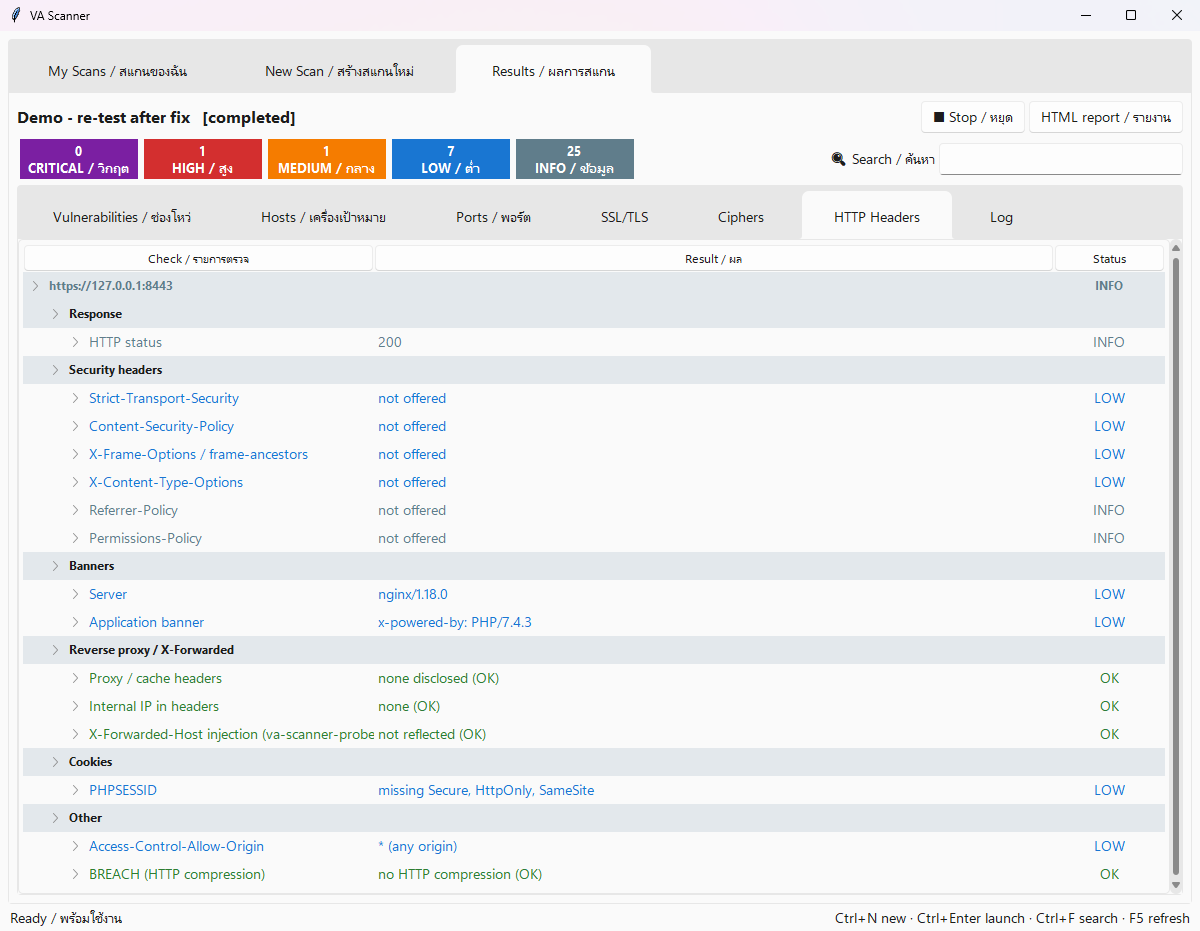 VA Scanner
My Scans / สแกนของฉัน
New Scan / สร้างสแกนใหม่
Results / ผลการสแกน
Demo - re-test after fix [completed]
■ Stop / หยุด
HTML report / รายงาน
0
CRITICAL / วิกฤต
1
HIGH / สูง
1
MEDIUM / กลาง
7
LOW / ต่ำ
25
INFO / ข้อมูล
Search / ค้นหา
Vulnerabilities / ช่องโหว่
Hosts / เครื่องเป้าหมาย
Ports / พอร์ต
SSL/TLS
Ciphers
HTTP Headers
Log
Check / รายการตรวจ
Result / ผล
Status
https://127.0.0.1:8443 INFO
Response
HTTP status 200 INFO
Security headers
Strict-Transport-Security not offered LOW
Content-Security-Policy not offered LOW
X-Frame-Options / frame-ancestors not offered LOW
X-Content-Type-Options not offered LOW
Referrer-Policy not offered INFO
Permissions-Policy not offered INFO
Banners
Server nginx/1.18.0 LOW
Application banner x-powered-by: PHP/7.4.3 LOW
Reverse proxy / X-Forwarded
Proxy / cache headers none disclosed (OK) OK
Internal IP in headers none (OK) OK
X-Forwarded-Host injection (va-scanner-probe not reflected (OK) OK
Cookies
PHPSESSID missing Secure, HttpOnly, SameSite LOW
Other
Access-Control-Allow-Origin * (any origin) LOW
BREACH (HTTP compression) no HTTP compression (OK) OK
Ready / พร้อมใช้งาน
Ctrl+N new · Ctrl+Enter launch · Ctrl+F search · F5 refresh